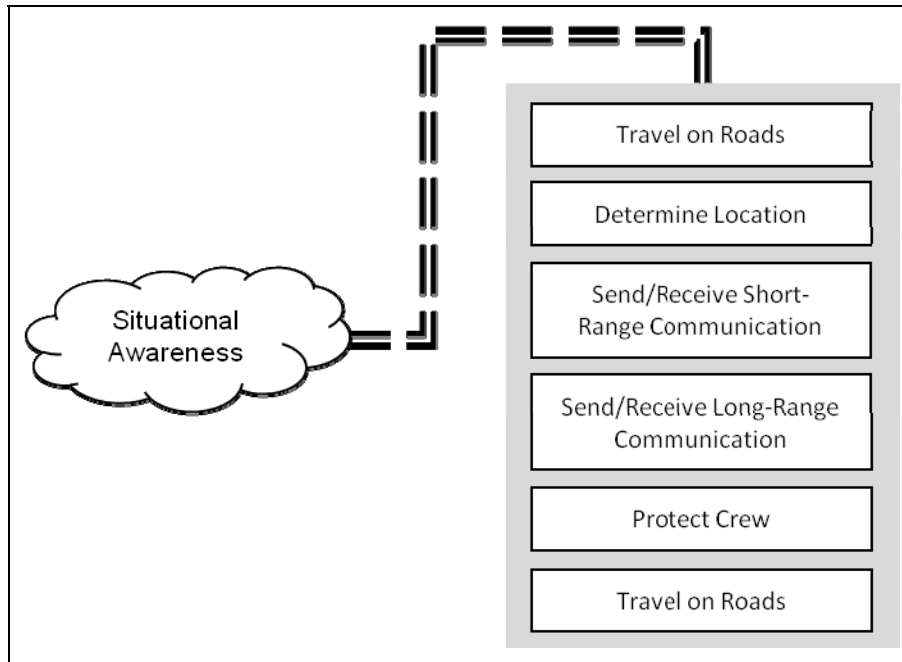 Travel on Roads
Determine Location
Send/Receive Short-
Range Communication
Situational
Awareness
Send/Receive Long-Range
Communication
Protect Crew
Travel on Roads